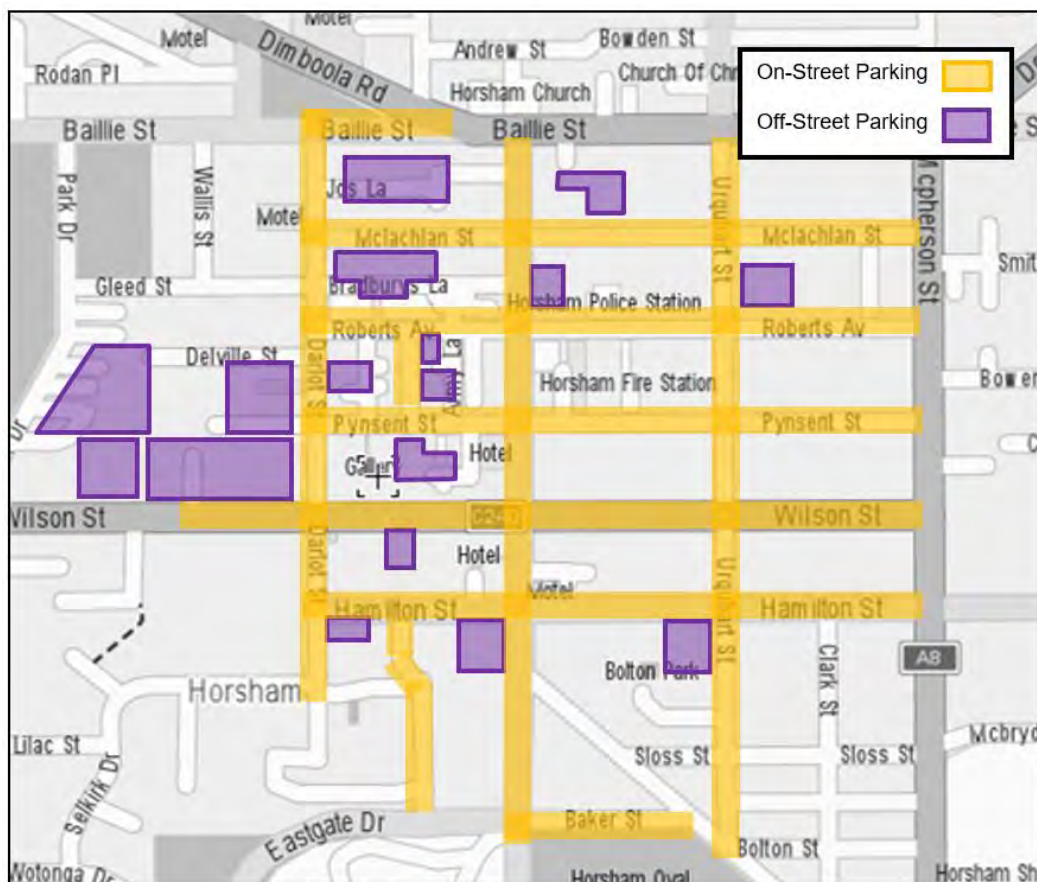 Motel
Motel
Dimboola Rd
Andrew St
Bowden St
Rodan Pl
Church Of Chr
Horsham Church
On-Street Parking
Off-Street Parking
Baillie St
Baillie St
Baillie St
Park Dr
Wallis St
Jos La
Urquhart St
Mcpherson St
Motel
Mclachlan St
Mclachlan St
Smit
Gleed St
Bradburys La
Horsham Police Station
Roberts Av
Roberts Av
Delville St
Darlot St
Horsham Fire Station
Bower
Pynsent St
Pynsent St
Dr
Gallery
Hotel
Wilson St
Wilson St
Darlot St
Hotel
Motel
Urquhart St
Hamilton St
Hamilton St
A8
Bolton Park
Clark St
Horsham
Lilac St
Selkirk Dr
Sloss St
Sloss St
Mcbryd
Eastgate Dr
Baker St
Bolton St
Wotonga Dr
Horsham Oval
Horsham Sh